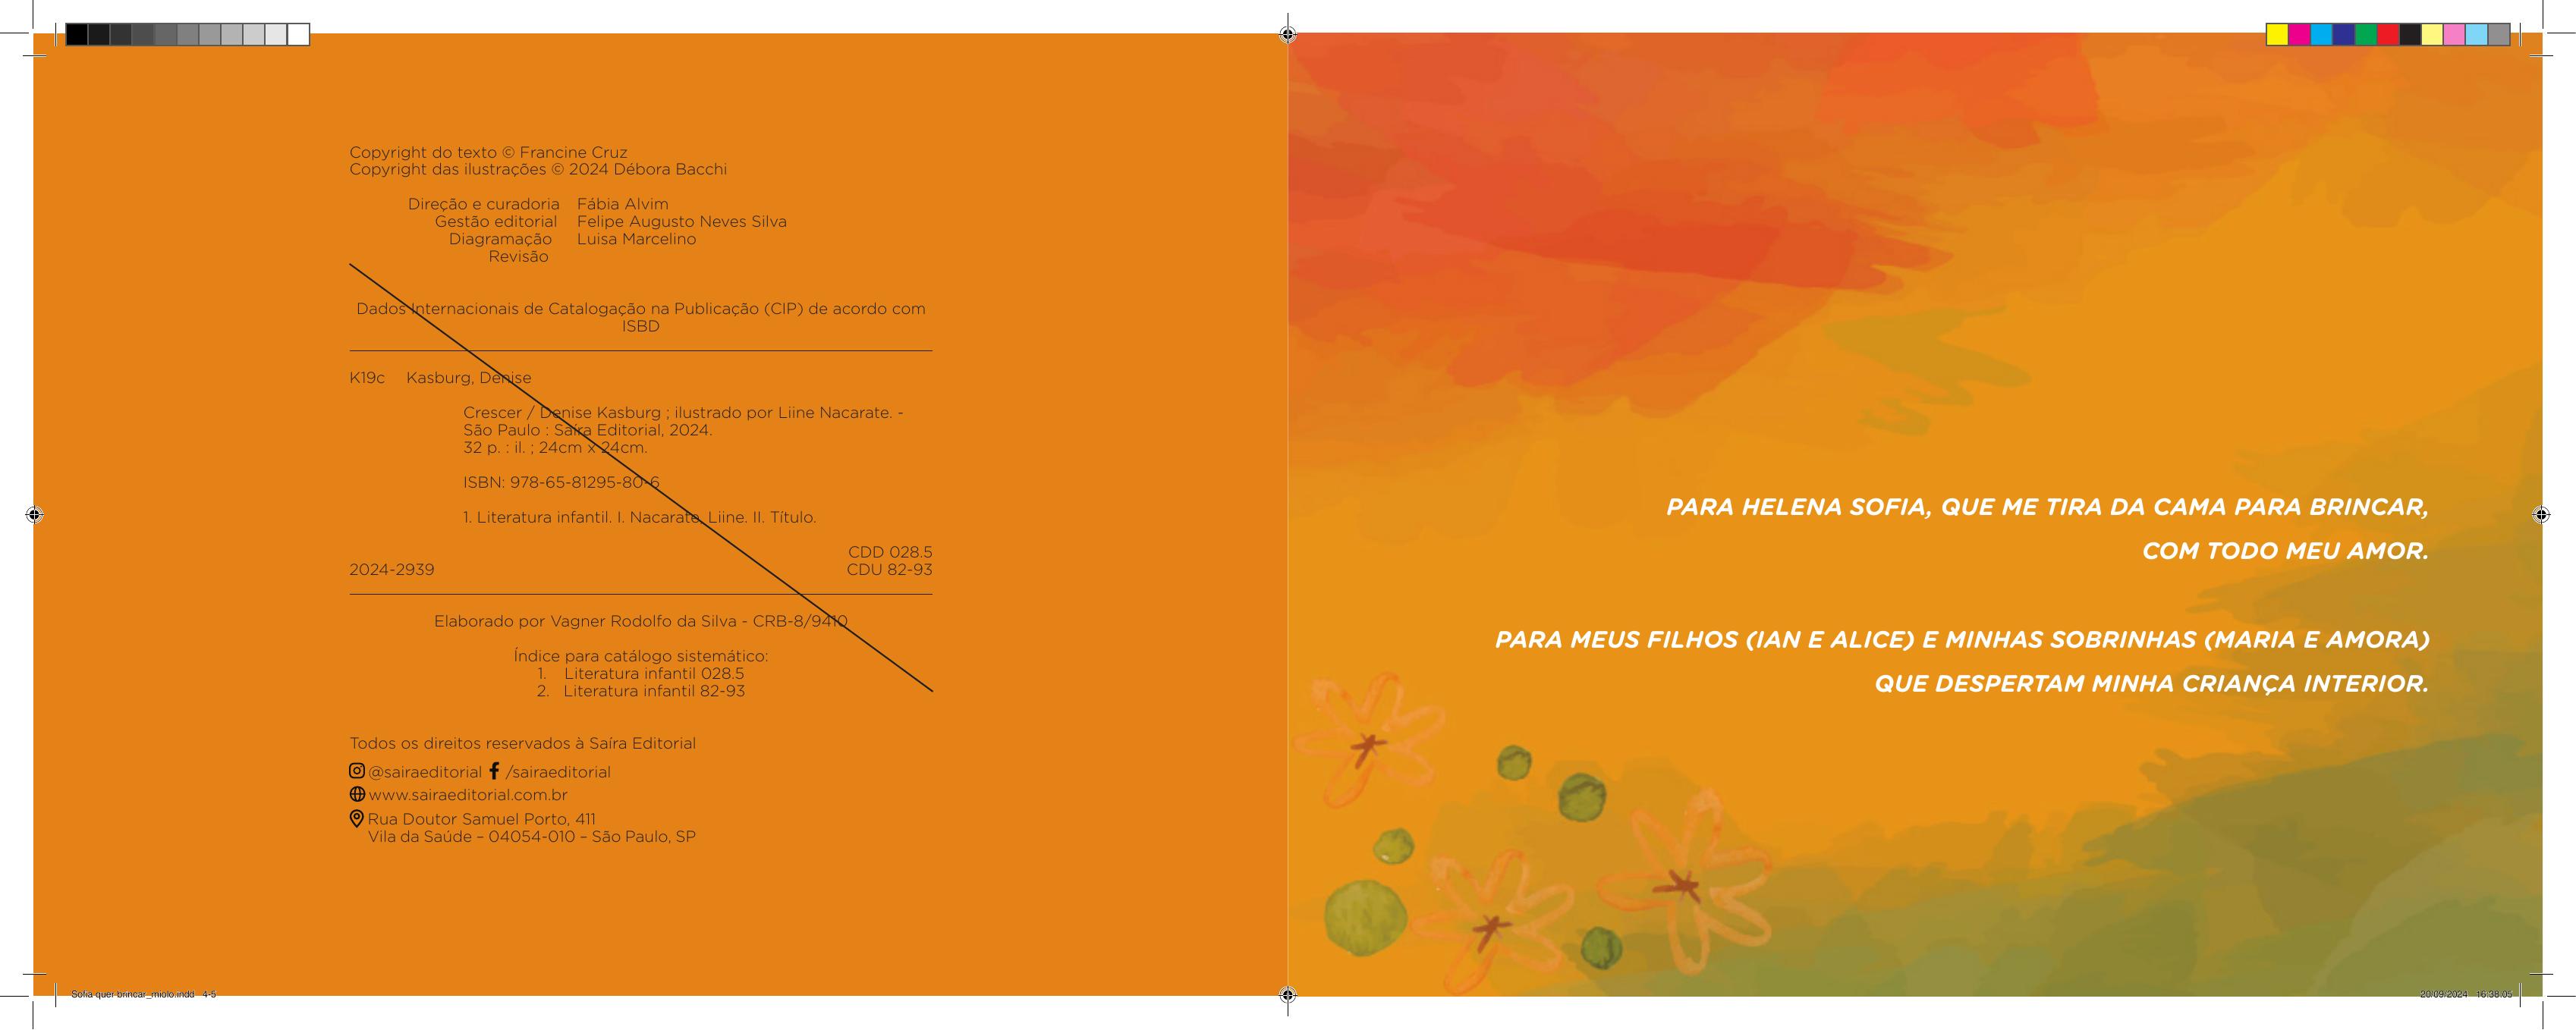 Copyright do texto © Francine Cruz
Copyright das ilustrações © 2024 Débora Bacchi
Direção e curadoria Fábia Alvim
Gestão editorial Felipe Augusto Neves Silva
Diagramação Luisa Marcelino
Revisão
Dados Internacionais de Catalogação na Publicação (CIP) de acordo com
ISBD
K19c Kasburg, Denise
Crescer / Denise Kasburg ; ilustrado por Liine Nacarate. -
São Paulo : Saíra Editorial, 2024.
32 p. : il. ; 24cm x 24cm.
ISBN: 978-65-81295-80-6
1. Literatura infantil. I. Nacarate, Liine. II. Título.
CDD 028.5
2024-2939 CDU 82-93
Elaborado por Vagner Rodolfo da Silva - CRB-8/9410
Índice para catálogo sistemático:
1. Literatura infantil 028.5
2. Literatura infantil 82-93
Todos os direitos reservados à Saíra Editorial
@sairaeditorial /sairaeditorial
www.sairaeditorial.com.br
Rua Doutor Samuel Porto, 411
Vila da Saúde – 04054-010 – São Paulo, SP
PARA HELENA SOFIA, QUE ME TIRA DA CAMA PARA BRINCAR,
COM TODO MEU AMOR.
PARA MEUS FILHOS (IAN E ALICE) E MINHAS SOBRINHAS (MARIA E AMORA)
QUE DESPERTAM MINHA CRIANÇA INTERIOR.
Sofia quer brincar_miolo.indd 4-5
20/09/2024 16:38:05